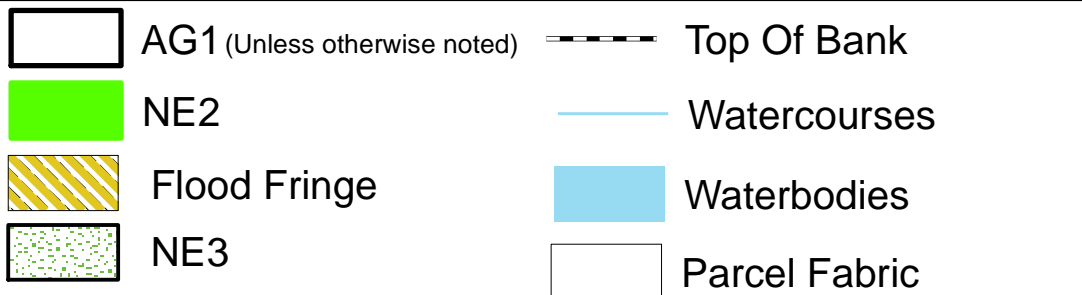 AG1 (Unless otherwise noted)
NE2
Flood Fringe
NE3
Top Of Bank
Watercourses
Waterbodies
Parcel Fabric